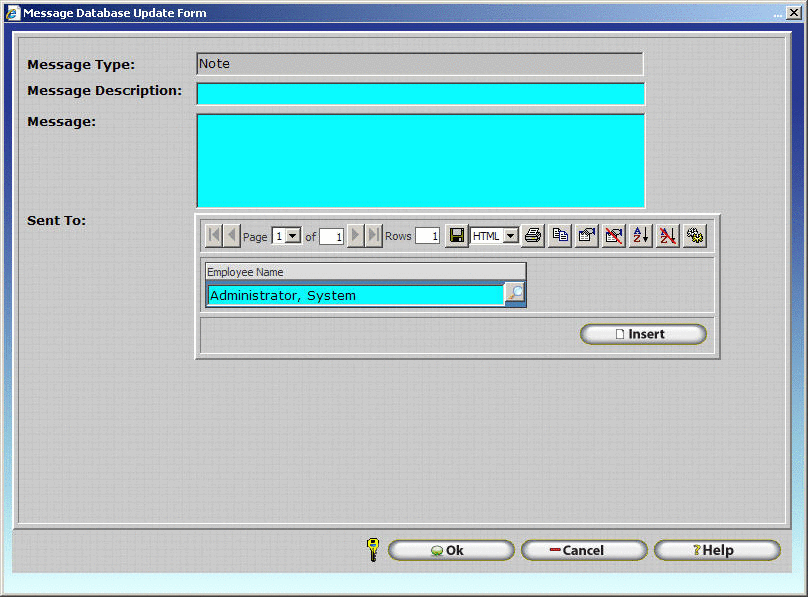 Message Database Update Form
Message Type: Note
Message Description:
Message:
Sent To:
Page 1 of 1 Rows 1 HTML
Employee Name
Administrator, System
Insert
Ok Cancel ?Help